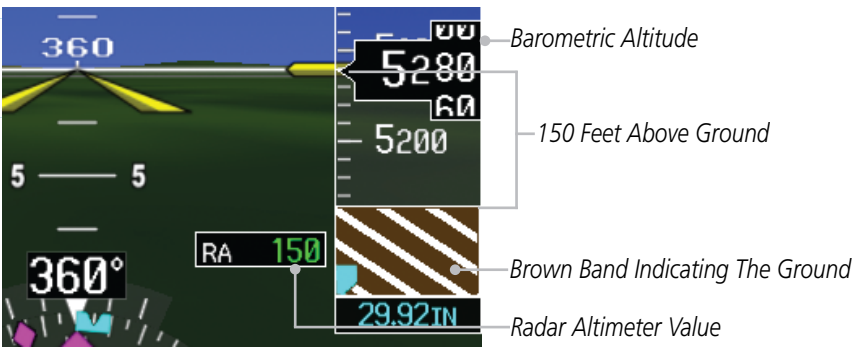 360
00
5280
60
5200
5 5
RA 150
360°
29.92IN
Barometric Altitude
150 Feet Above Ground
Brown Band Indicating The Ground
Radar Altimeter Value